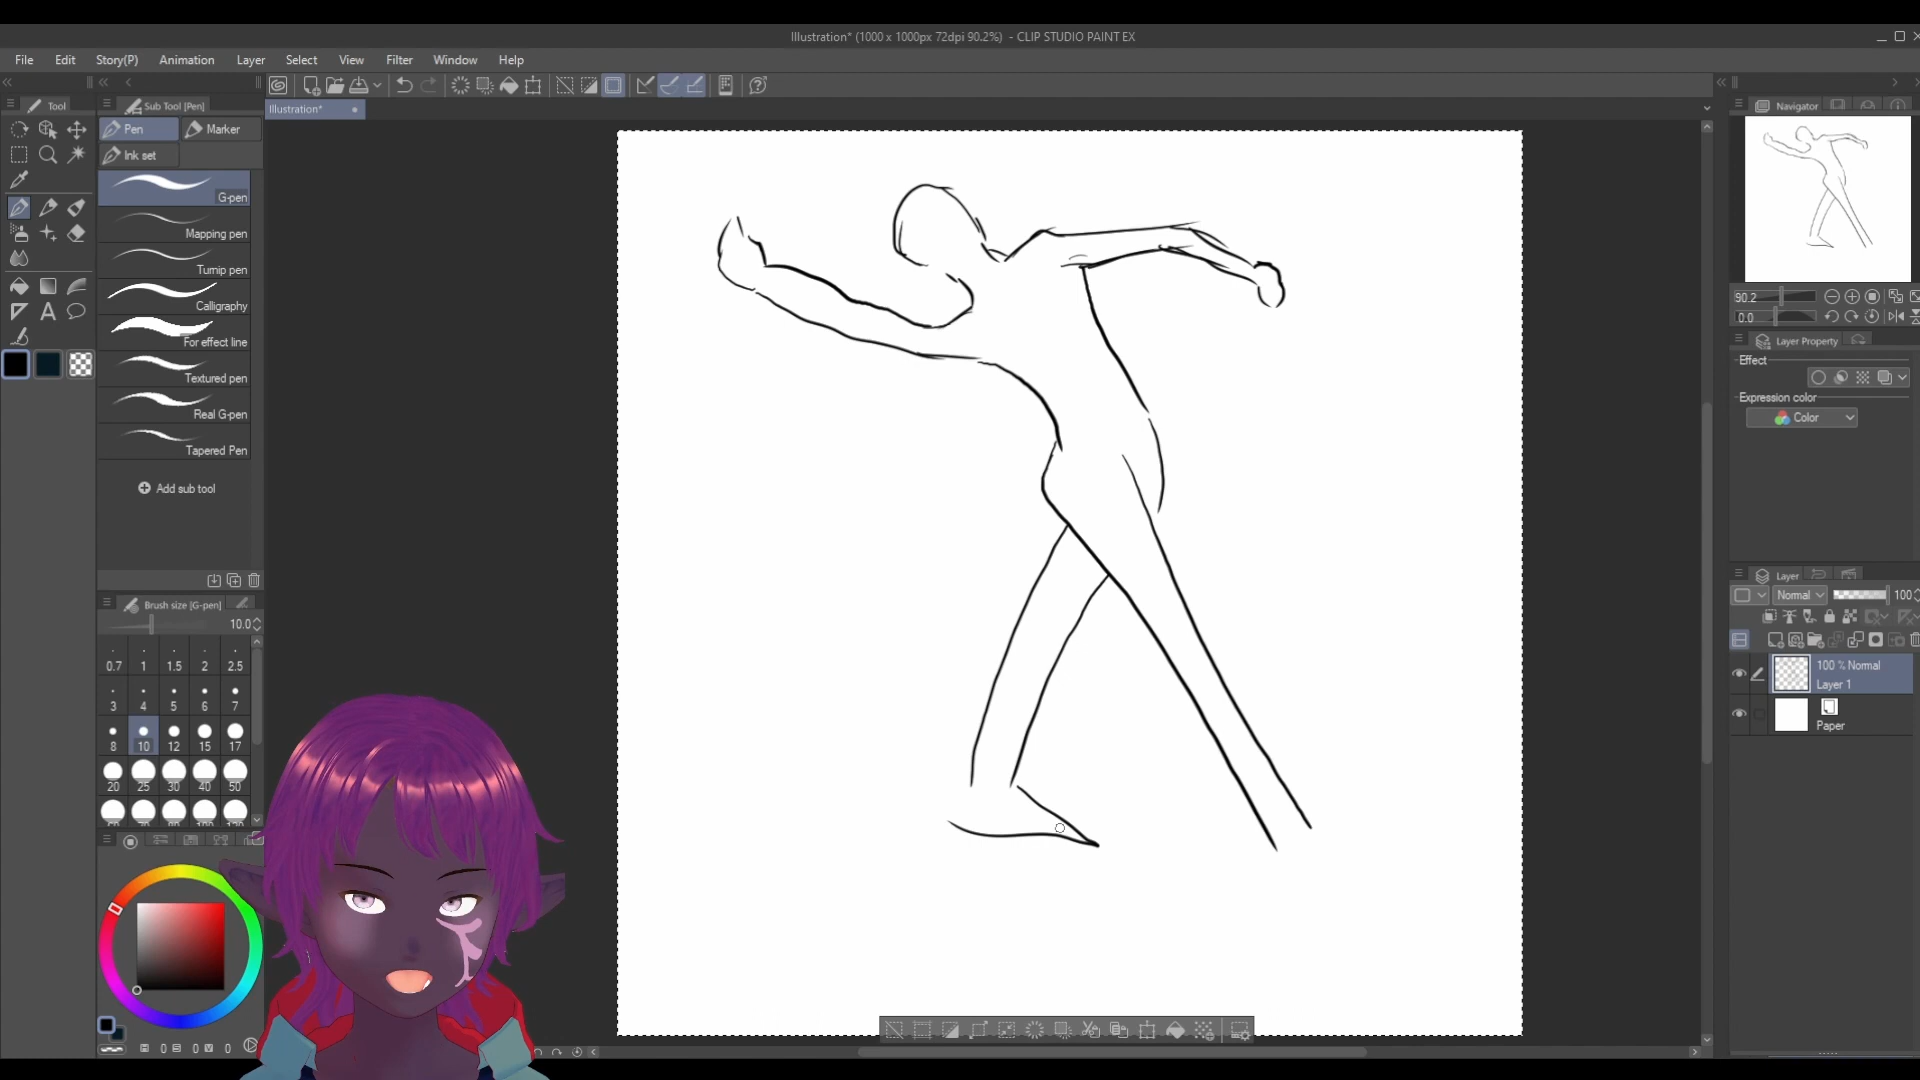 Illustration* (1000 x 1000px 72dpi 90.2%) - CLIP STUDIO PAINT EX
File Edit Story(P) Animation Layer Select View Filter Window Help
Tool
Sub Tool [Pen]
Illustration*
Navigator
Pen
Marker
Ink set
G-pen
Mapping pen
Turnip pen
Calligraphy
For effect line
Textured pen
Real G-pen
Tapered Pen
Add sub tool
90.2
0.0
Layer Property
Effect
Expression color
Color
Brush size [G-pen]
10.0
0.7 1 1.5 2 2.5
3 4 5 6 7
8 10 12 15 17
20 25 30 40 50
Layer
Normal
100
100 % Normal
Layer 1
Paper
0 0 V 0